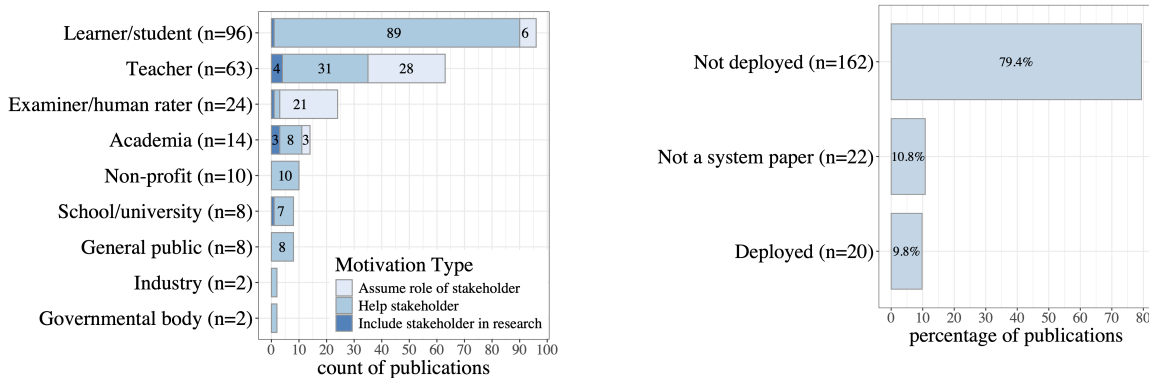 Learner/student (n=96)
89
6
Teacher (n=63)
4
31
28
Examiner/human rater (n=24)
21
Academia (n=14)
3
8
3
Non-profit (n=10)
10
School/university (n=8)
7
General public (n=8)
8
Industry (n=2)
Governmental body (n=2)
Motivation Type
Assume role of stakeholder
Help stakeholder
Include stakeholder in research
0 10 20 30 40 50 60 70 80 90 100
count of publications
Not deployed (n=162)
79.4%
Not a system paper (n=22)
10.8%
Deployed (n=20)
9.8%
0 10 20 30 40 50 60 70 80
percentage of publications